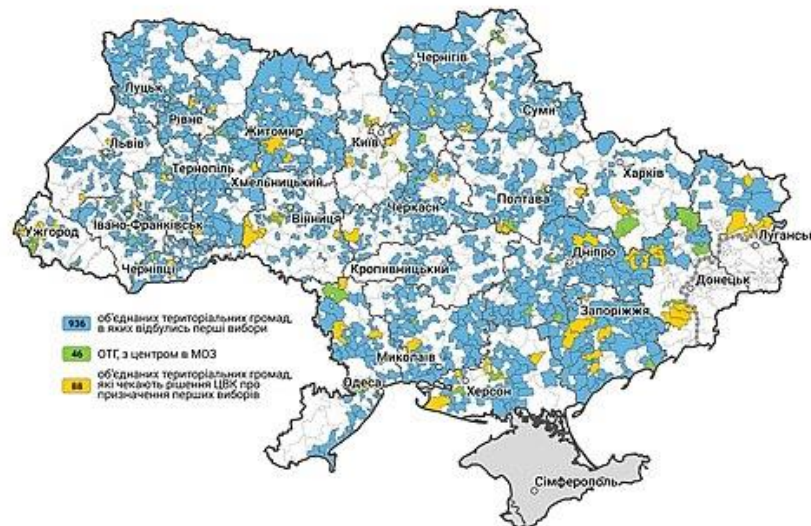 Чернігів
Луцьк
Рівне
Суми
Житомир
Київ
Львів
Харків
Тернопіль
Хмельницький
Полтава
Черкаси
Вінниця
Івано-Франківськ
Луганськ
Ужгород
Дніпро
Чернівці
Кропивницький
Донецьк
Запоріжжя
936 об'єднаних територіальних громад,
в яких відбулись перші вибори
46 ОТГ, з центром в МОЗ
88 об'єднаних територіальних громад,
які чекають рішення ЦВК про
призначення перших виборів
Миколаїв
Одеса
Херсон
Сімферополь